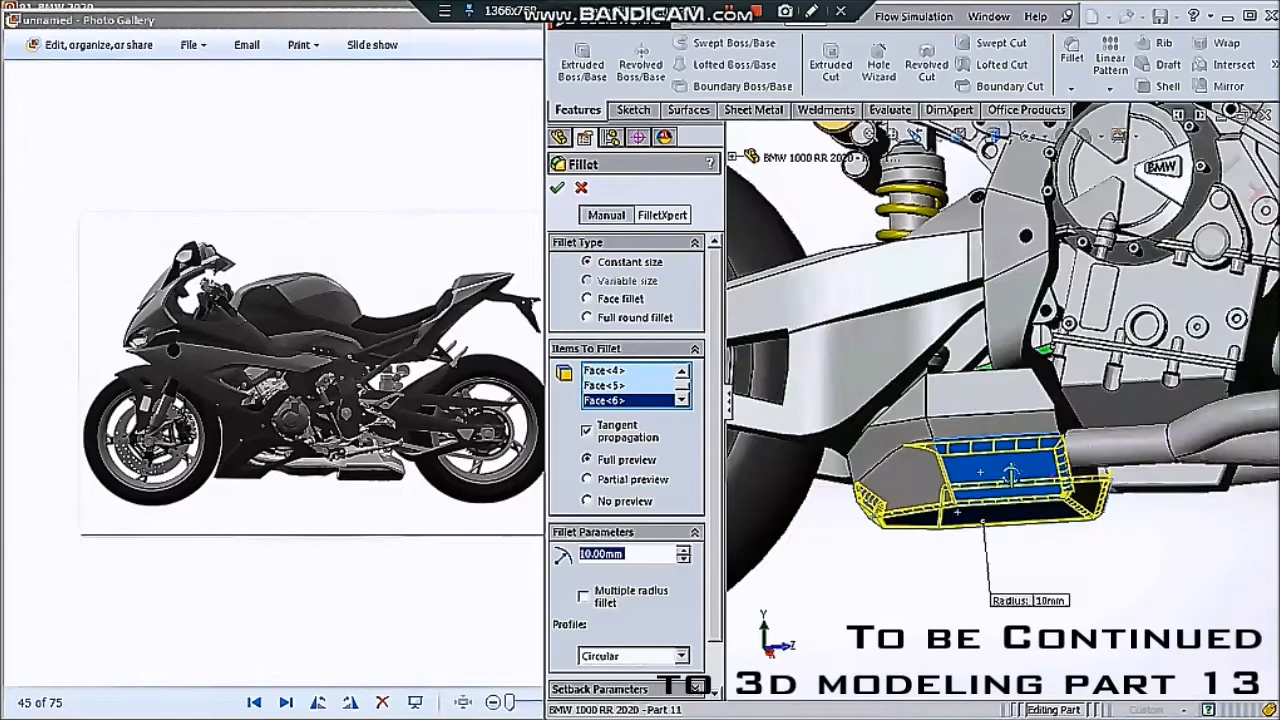 unnamed - Photo Gallery
1366x768
www.BANDICAM.com
Flow Simulation Window Help
Edit, organize, or share File Email Print Slide show
Extruded Boss/Base
Revolved Boss/Base
Swept Boss/Base
Lofted Boss/Base
Boundary Boss/Base
Extruded Cut
Hole Wizard
Revolved Cut
Swept Cut
Lofted Cut
Boundary Cut
Fillet
Linear Pattern
Rib
Draft
Shell
Wrap
Intersect
Mirror
Features Sketch Surfaces Sheet Metal Weldments Evaluate DimXpert Office Products
BMW 1000 RR 2020 -
BMW
Fillet ?
Manual FilletXpert
Fillet Type
Constant size
Variable size
Face fillet
Full round fillet
Items To Fillet
Face<4>
Face<5>
Face<6>
Tangent
propagation
Full preview
Partial preview
No preview
Fillet Parameters
10.00mm
Multiple radius
fillet
Profile:
Circular
Setback Parameters
Radius: 10mm
Y
Z
To be Continued
to 3d modeling part 13
45 of 75
BMW 1000 RR 2020 - Part 11
Editing Part
Custom